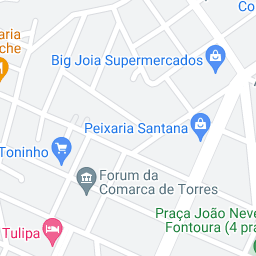 Co
aria
che
Big Joia Supermercados
Peixaria Santana
Toninho
Forum da
Comarca de Torres
Tulipa
Praça João Neve
Fontoura (4 pra